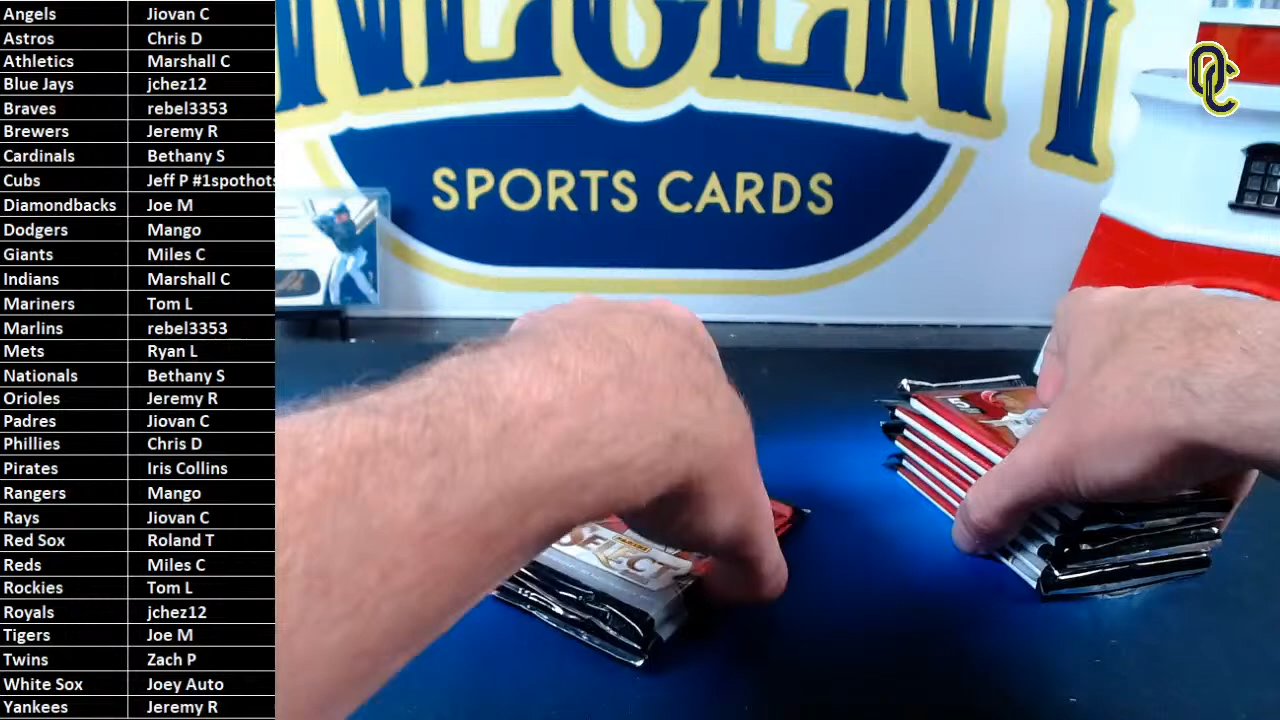 Angels Jiovan C
Astros Chris D
Athletics Marshall C
Blue Jays jchez12
Braves rebel3353
Brewers Jeremy R
Cardinals Bethany S
Cubs Jeff P #1spothots
Diamondbacks Joe M
Dodgers Mango
Giants Miles C
Indians Marshall C
Mariners Tom L
Marlins rebel3353
Mets Ryan L
Nationals Bethany S
Orioles Jeremy R
Padres Jiovan C
Phillies Chris D
Pirates Iris Collins
Rangers Mango
Rays Jiovan C
Red Sox Roland T
Reds Miles C
Rockies Tom L
Royals jchez12
Tigers Joe M
Twins Zach P
White Sox Joey Auto
Yankees Jeremy R
SPORTS CARDS
OC
PANINI
SELECT